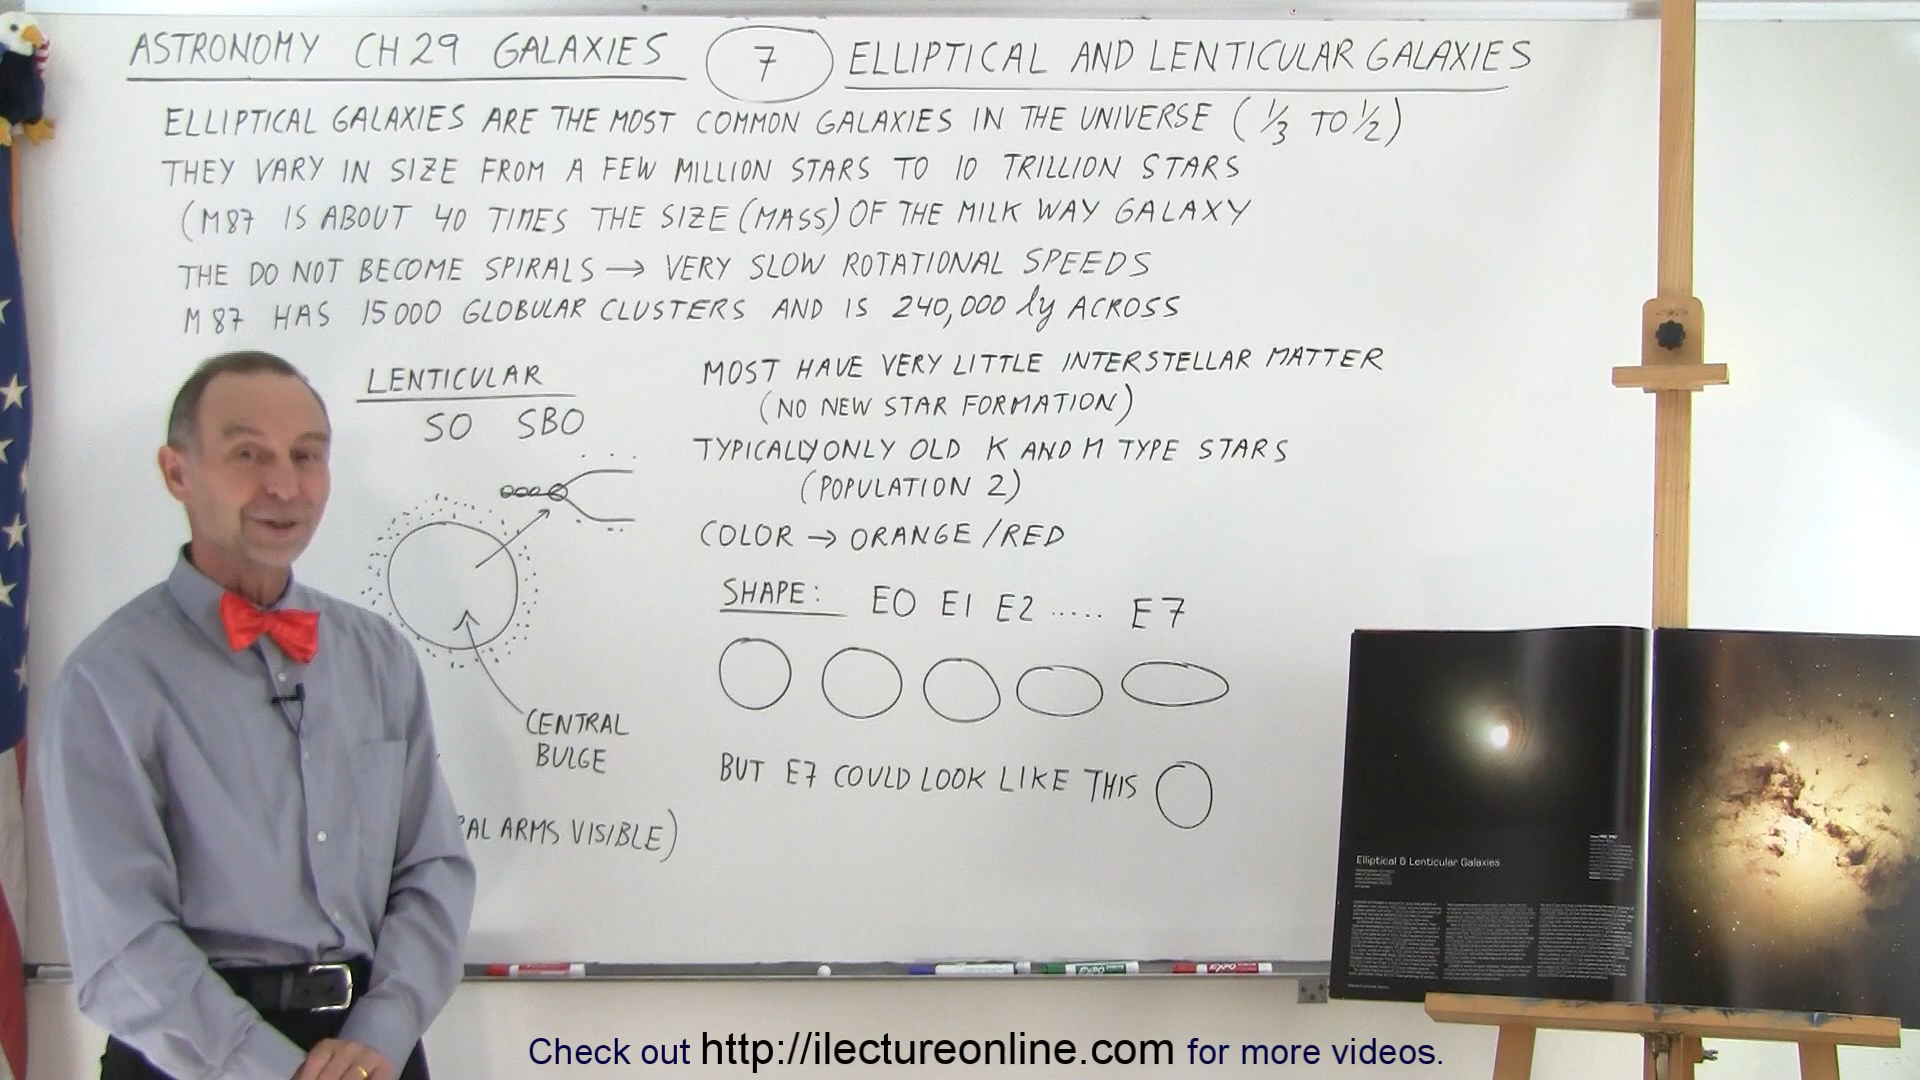 ASTRONOMY CH 29 GALAXIES 7 ELLIPTICAL AND LENTICULAR GALAXIES
ELLIPTICAL GALAXIES ARE THE MOST COMMON GALAXIES IN THE UNIVERSE (1/3 TO 1/2)
THEY VARY IN SIZE FROM A FEW MILLION STARS TO 10 TRILLION STARS
(M87 IS ABOUT 40 TIMES THE SIZE (MASS) OF THE MILK WAY GALAXY
THE DO NOT BECOME SPIRALS → VERY SLOW ROTATIONAL SPEEDS
M87 HAS 15000 GLOBULAR CLUSTERS AND IS 240,000 ly ACROSS
LENTICULAR
SO SBO
CENTRAL
BULGE
RAL ARMS VISIBLE)
MOST HAVE VERY LITTLE INTERSTELLAR MATTER
(NO NEW STAR FORMATION)
TYPICALLY ONLY OLD K AND M TYPE STARS
(POPULATION 2)
COLOR → ORANGE/RED
SHAPE: E0 E1 E2 ..... E7
BUT E7 COULD LOOK LIKE THIS
Elliptical & Lenticular Galaxies
EXPO
Check out http://ilectureonline.com for more videos.